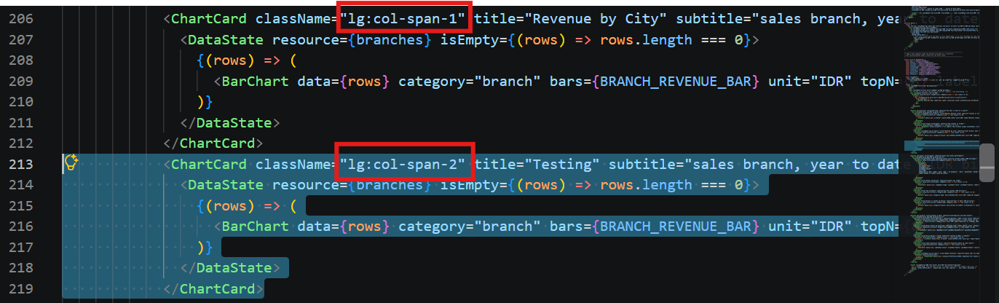 206 <ChartCard className="lg:col-span-1" title="Revenue by City" subtitle="sales branch, year to date
207 <DataState resource={branches} isEmpty={(rows) => rows.length === 0}>
208 {(rows) => (
209 <BarChart data={rows} category="branch" bars={BRANCH_REVENUE_BAR} unit="IDR" topN= label
210 )}
211 </DataState>
212 </ChartCard>
213 <ChartCard className="lg:col-span-2" title="Testing" subtitle="sales branch, year to date
214 <DataState resource={branches} isEmpty={(rows) => rows.length === 0}>
215 {(rows) => (
216 <BarChart data={rows} category="branch" bars={BRANCH_REVENUE_BAR} unit="IDR" topN=
217 )}
218 </DataState>
219 </ChartCard>